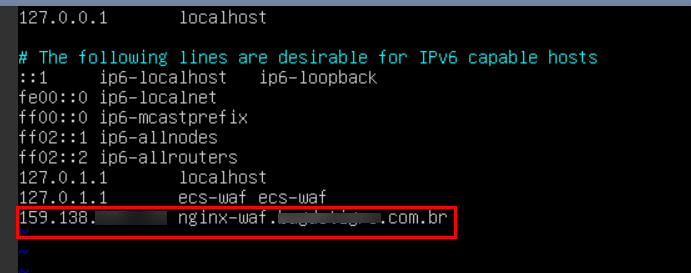 127.0.0.1 localhost
# The following lines are desirable for IPv6 capable hosts
::1 ip6-localhost ip6-loopback
fe00::0 ip6-localnet
ff00::0 ip6-mcastprefix
ff02::1 ip6-allnodes
ff02::2 ip6-allrouters
127.0.1.1 localhost
127.0.1.1 ecs-waf ecs-waf
159.138. nginx-waf. .com.br
~
~
~